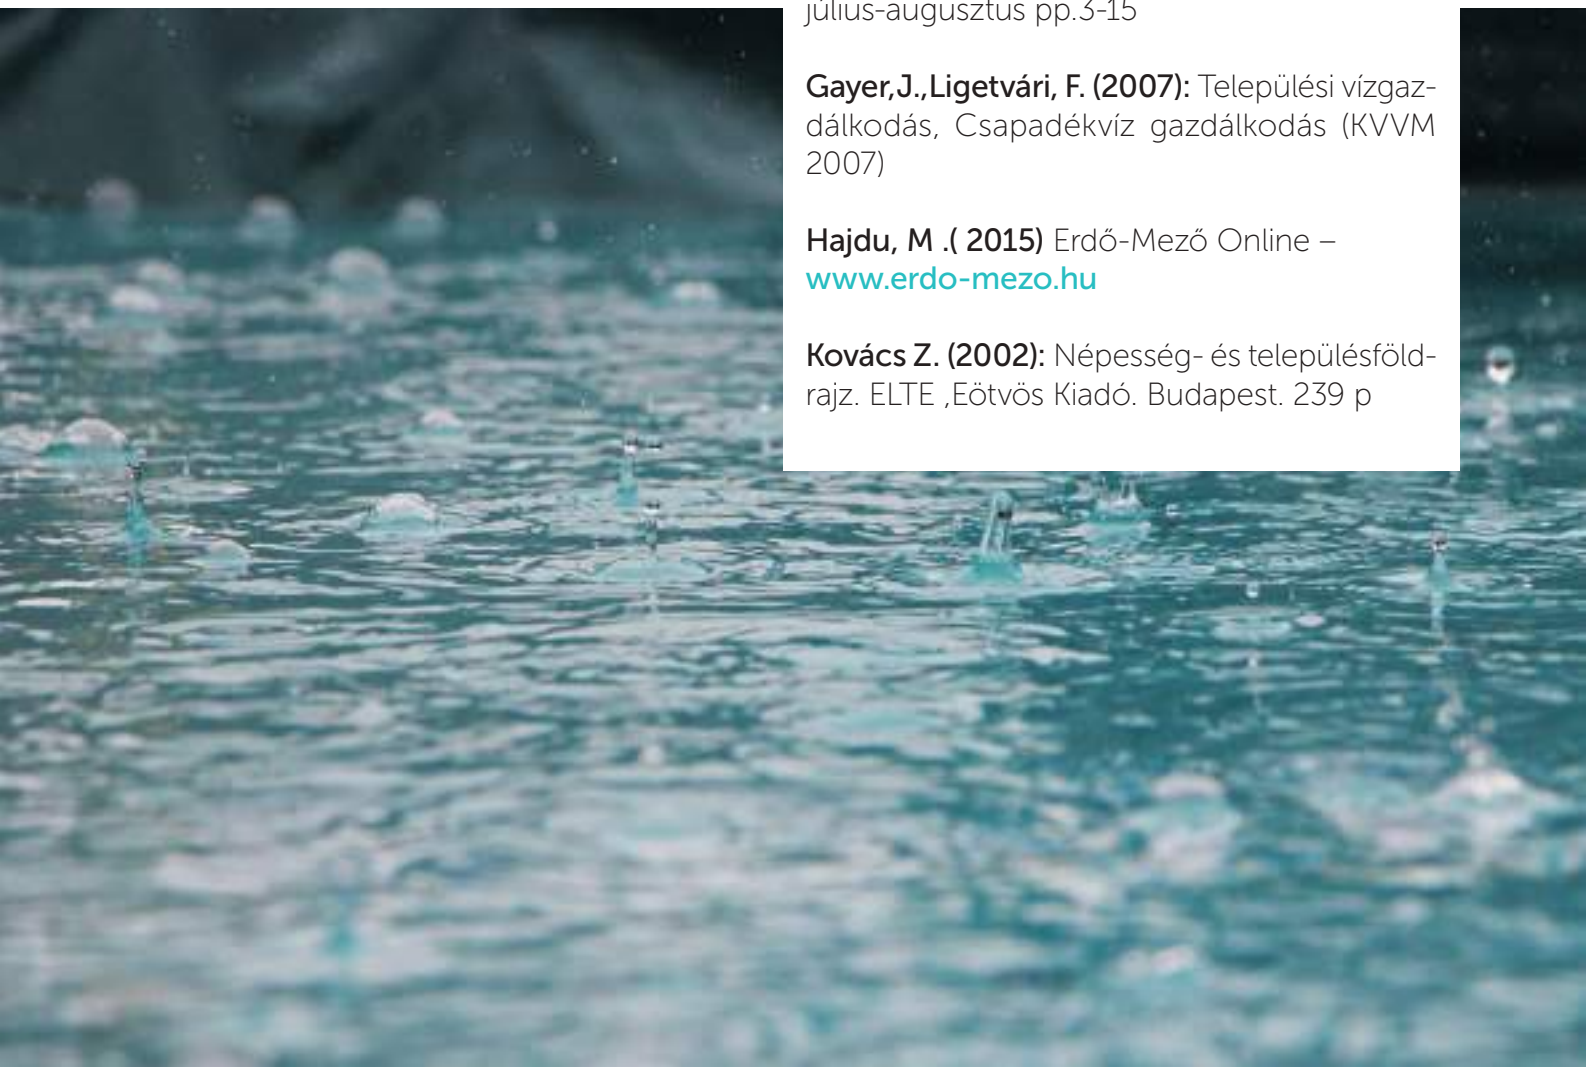 július-augusztus pp.3-15
Gayer,J.,Ligetvári, F. (2007): Települési vízgaz-
dálkodás, Csapadékvíz gazdálkodás (KVVM
2007)
Hajdu, M .( 2015) Erdő-Mező Online –
www.erdo-mezo.hu
Kovács Z. (2002): Népesség- és településföld-
rajz. ELTE ,Eötvös Kiadó. Budapest. 239 p